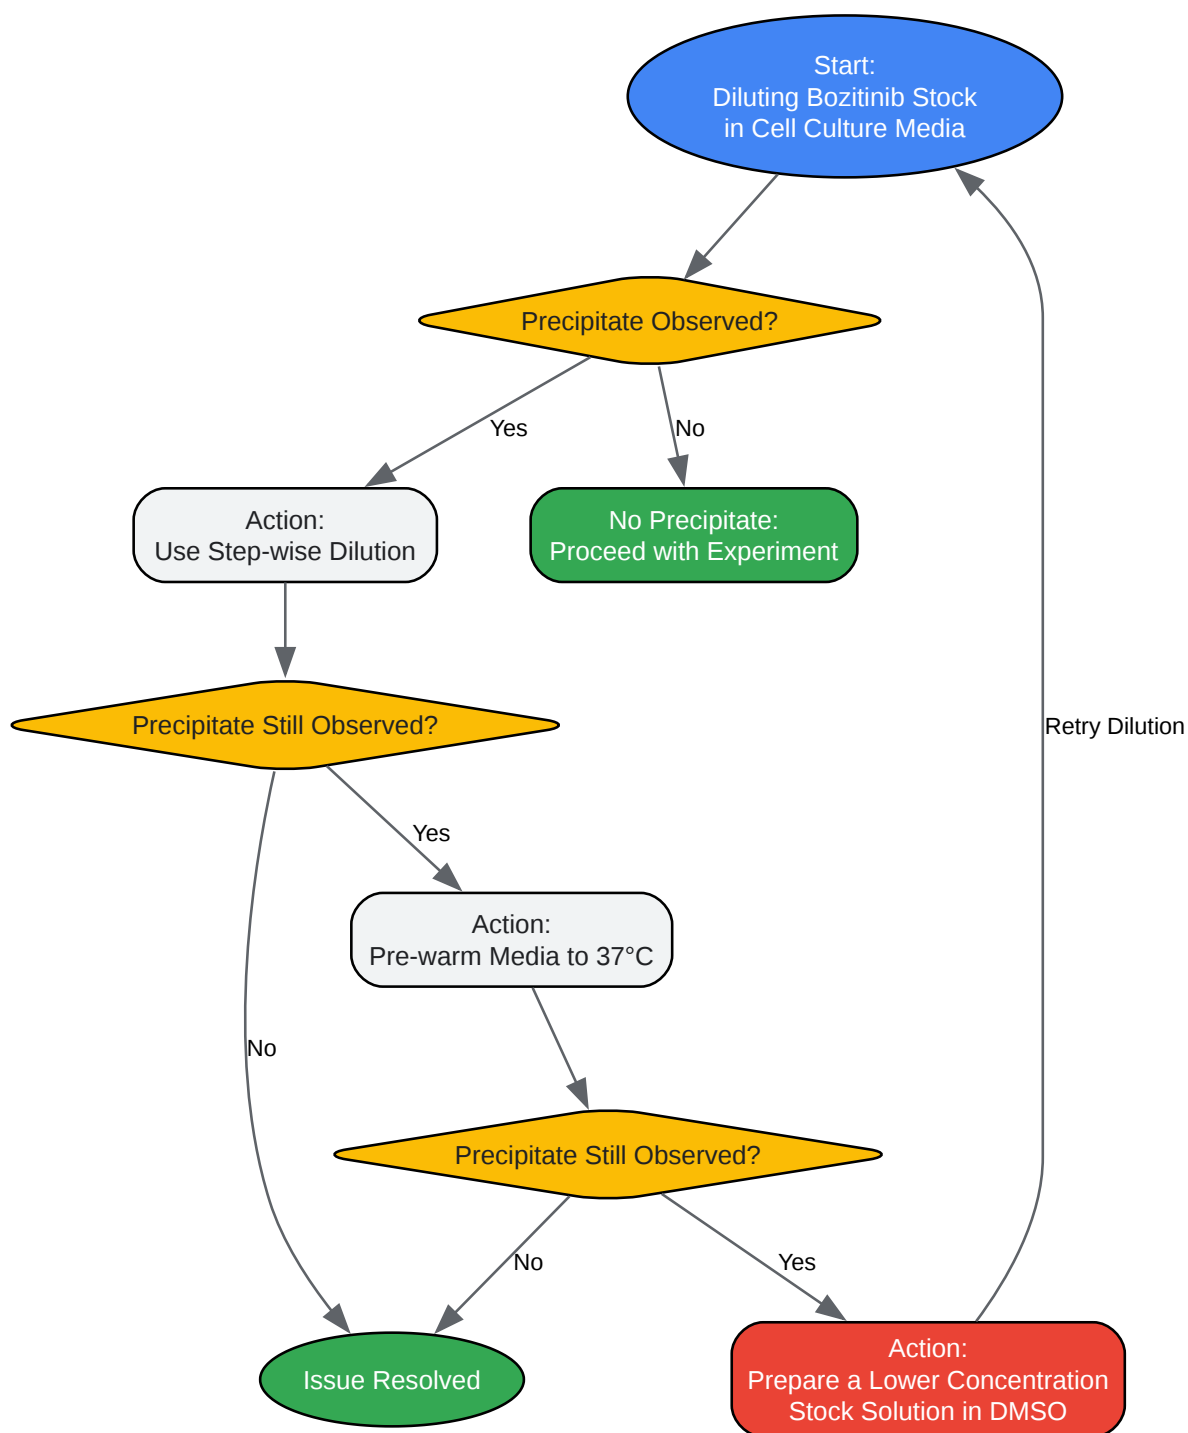 Start:
Diluting Bozitinib Stock
in Cell Culture Media
Precipitate Observed?
Yes
No
Action:
Use Step-wise Dilution
No Precipitate:
Proceed with Experiment
Precipitate Still Observed?
Retry Dilution
Yes
Action:
Pre-warm Media to 37°C
No
Precipitate Still Observed?
No
Yes
Issue Resolved
Action:
Prepare a Lower Concentration
Stock Solution in DMSO